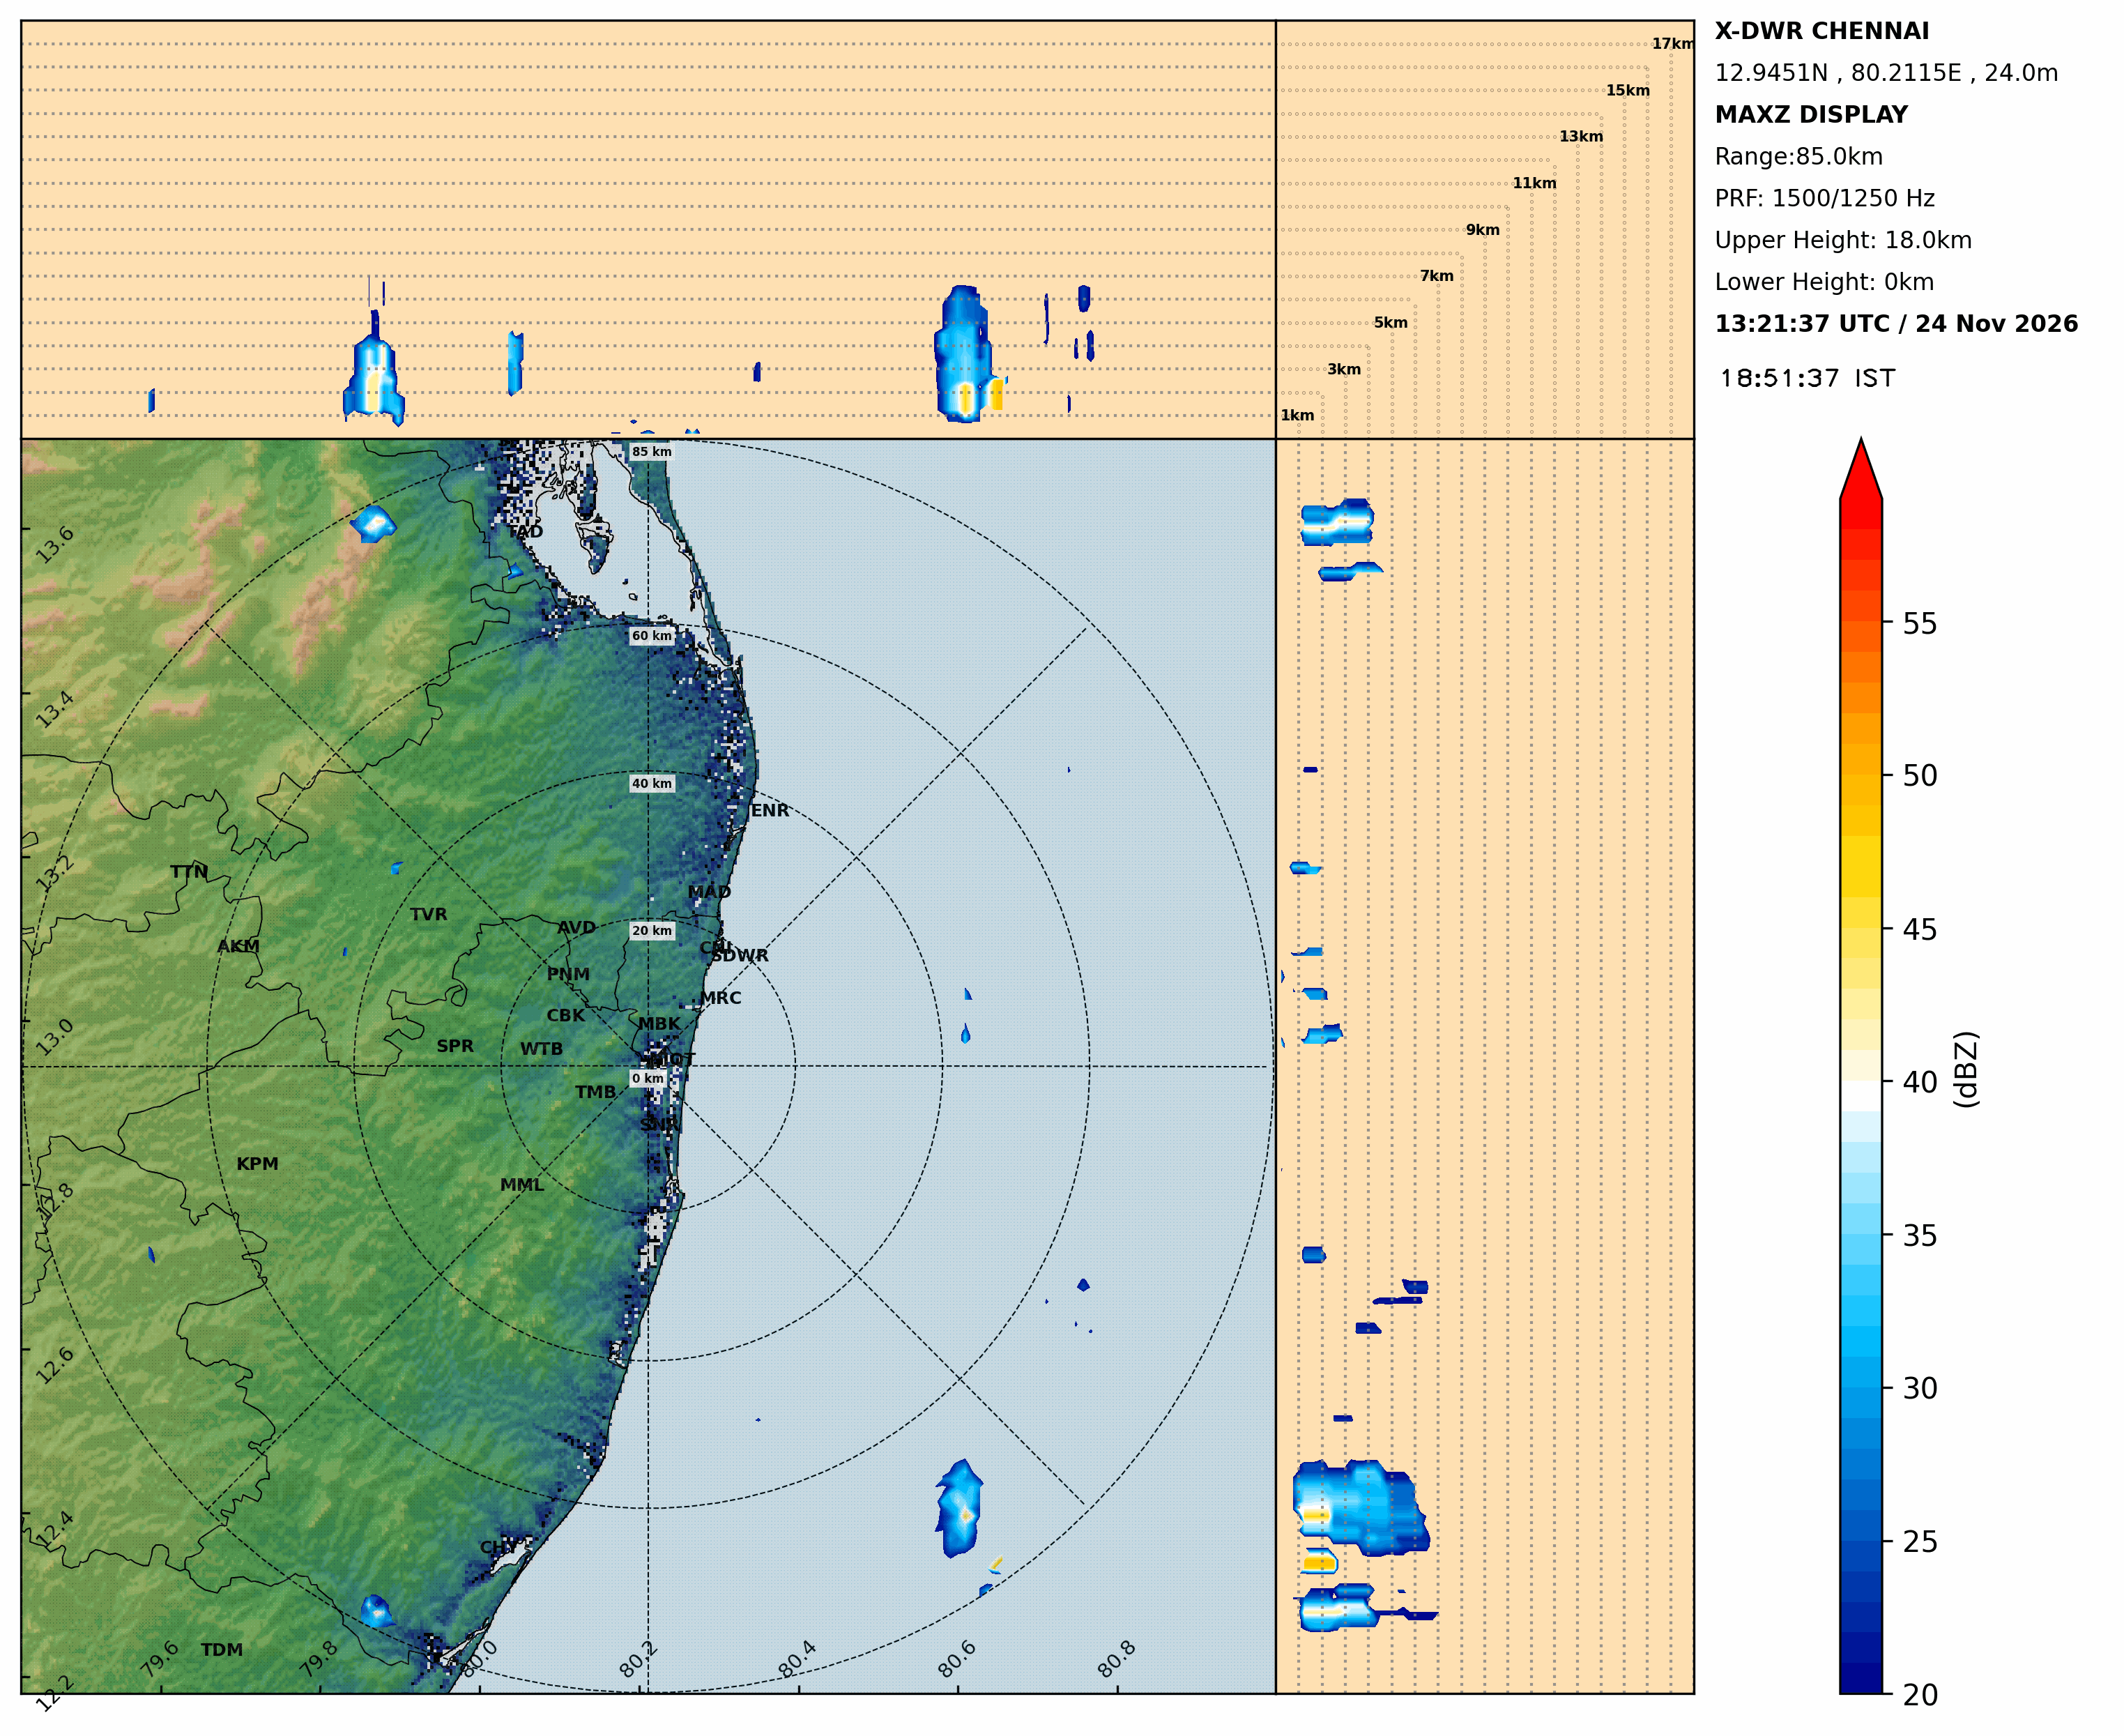 X-DWR CHENNAI
12.9451N , 80.2115E , 24.0m
MAXZ DISPLAY
Range:85.0km
PRF: 1500/1250 Hz
Upper Height: 18.0km
Lower Height: 0km
13:21:37 UTC / 24 Nov 2026
18:51:37 IST
17km
15km
13km
11km
9km
7km
5km
3km
1km
85 km
60 km
40 km
20 km
0 km
TAD
ENR
TTN
MAD
TVR
AVD
AKM
SDWR
PNM
MRC
CBK
MBK
SPR
WTB
TMB
SNR
KPM
MML
CHY
TDM
13.6
13.4
13.2
13.0
12.8
12.6
12.4
12.2
79.6
79.8
80.0
80.2
80.4
80.6
80.8
55
50
45
40
35
30
25
20
(dBZ)